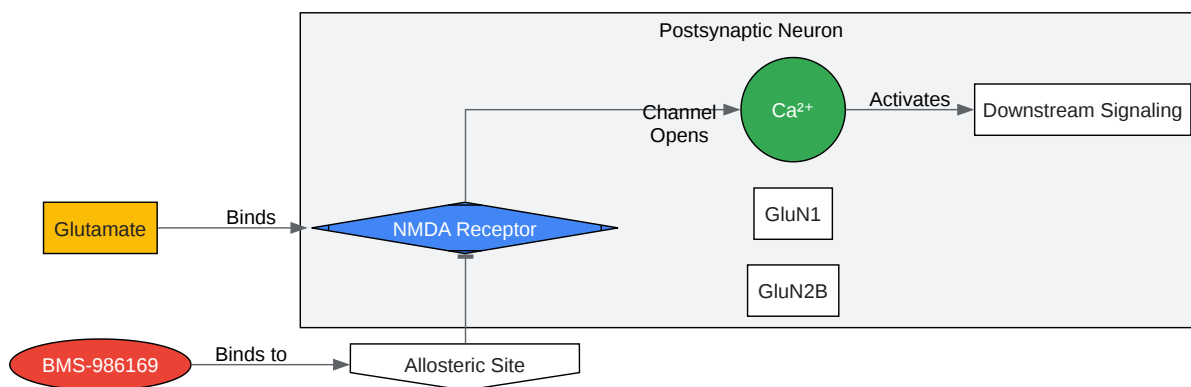 Postsynaptic Neuron
Channel
Opens
Ca²⁺
Activates
Downstream Signaling
GluN1
Glutamate
Binds
NMDA Receptor
GluN2B
BMS-986169
Binds to
Allosteric Site